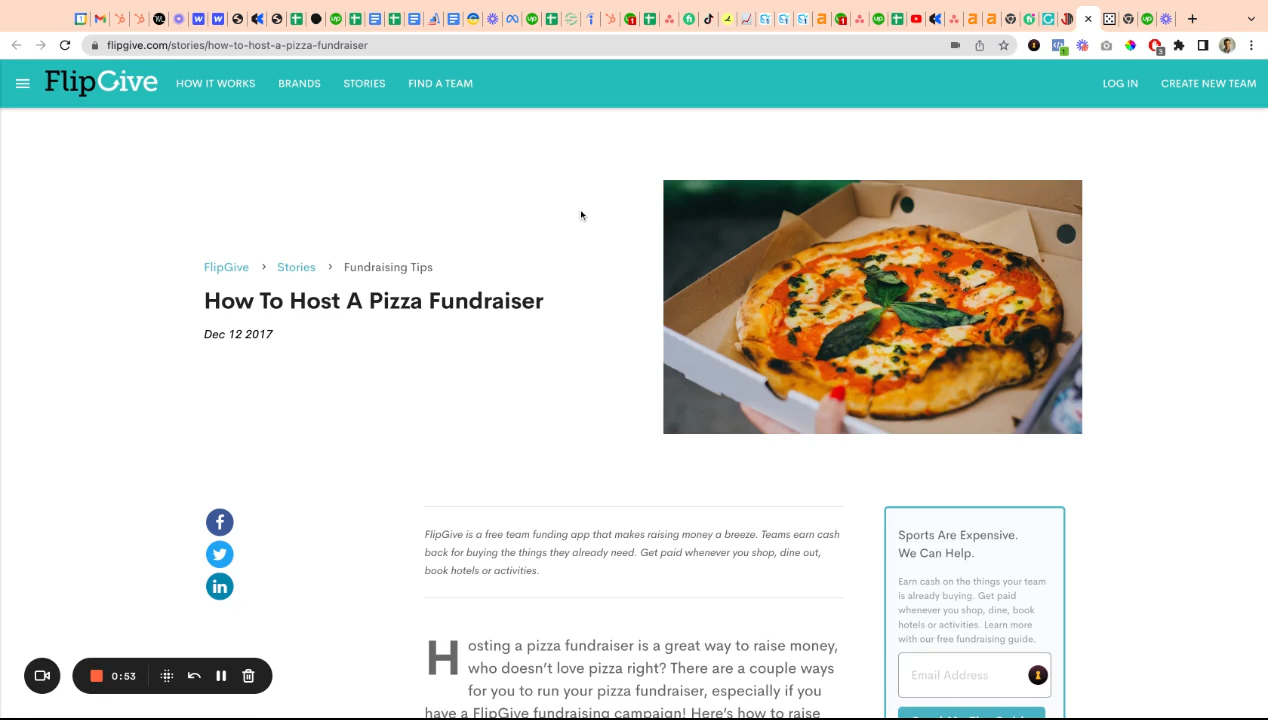 flipgive.com/stories/how-to-host-a-pizza-fundraiser
FlipGive
HOW IT WORKS
BRANDS
STORIES
FIND A TEAM
LOG IN
CREATE NEW TEAM
FlipGive > Stories > Fundraising Tips
How To Host A Pizza Fundraiser
Dec 12 2017
FlipGive is a free team funding app that makes raising money a breeze. Teams earn cash
back for buying the things they already need. Get paid whenever you shop, dine out,
book hotels or activities.
Hosting a pizza fundraiser is a great way to raise money,
who doesn't love pizza right? There are a couple ways
for you to run your pizza fundraiser, especially if you
have a FlipGive fundraising campaign! Here's how to raise
Sports Are Expensive.
We Can Help.
Earn cash on the things your team
is already buying. Get paid
whenever you shop, dine, book
hotels or activities. Learn more
with our free fundraising guide.
Email Address
0:53